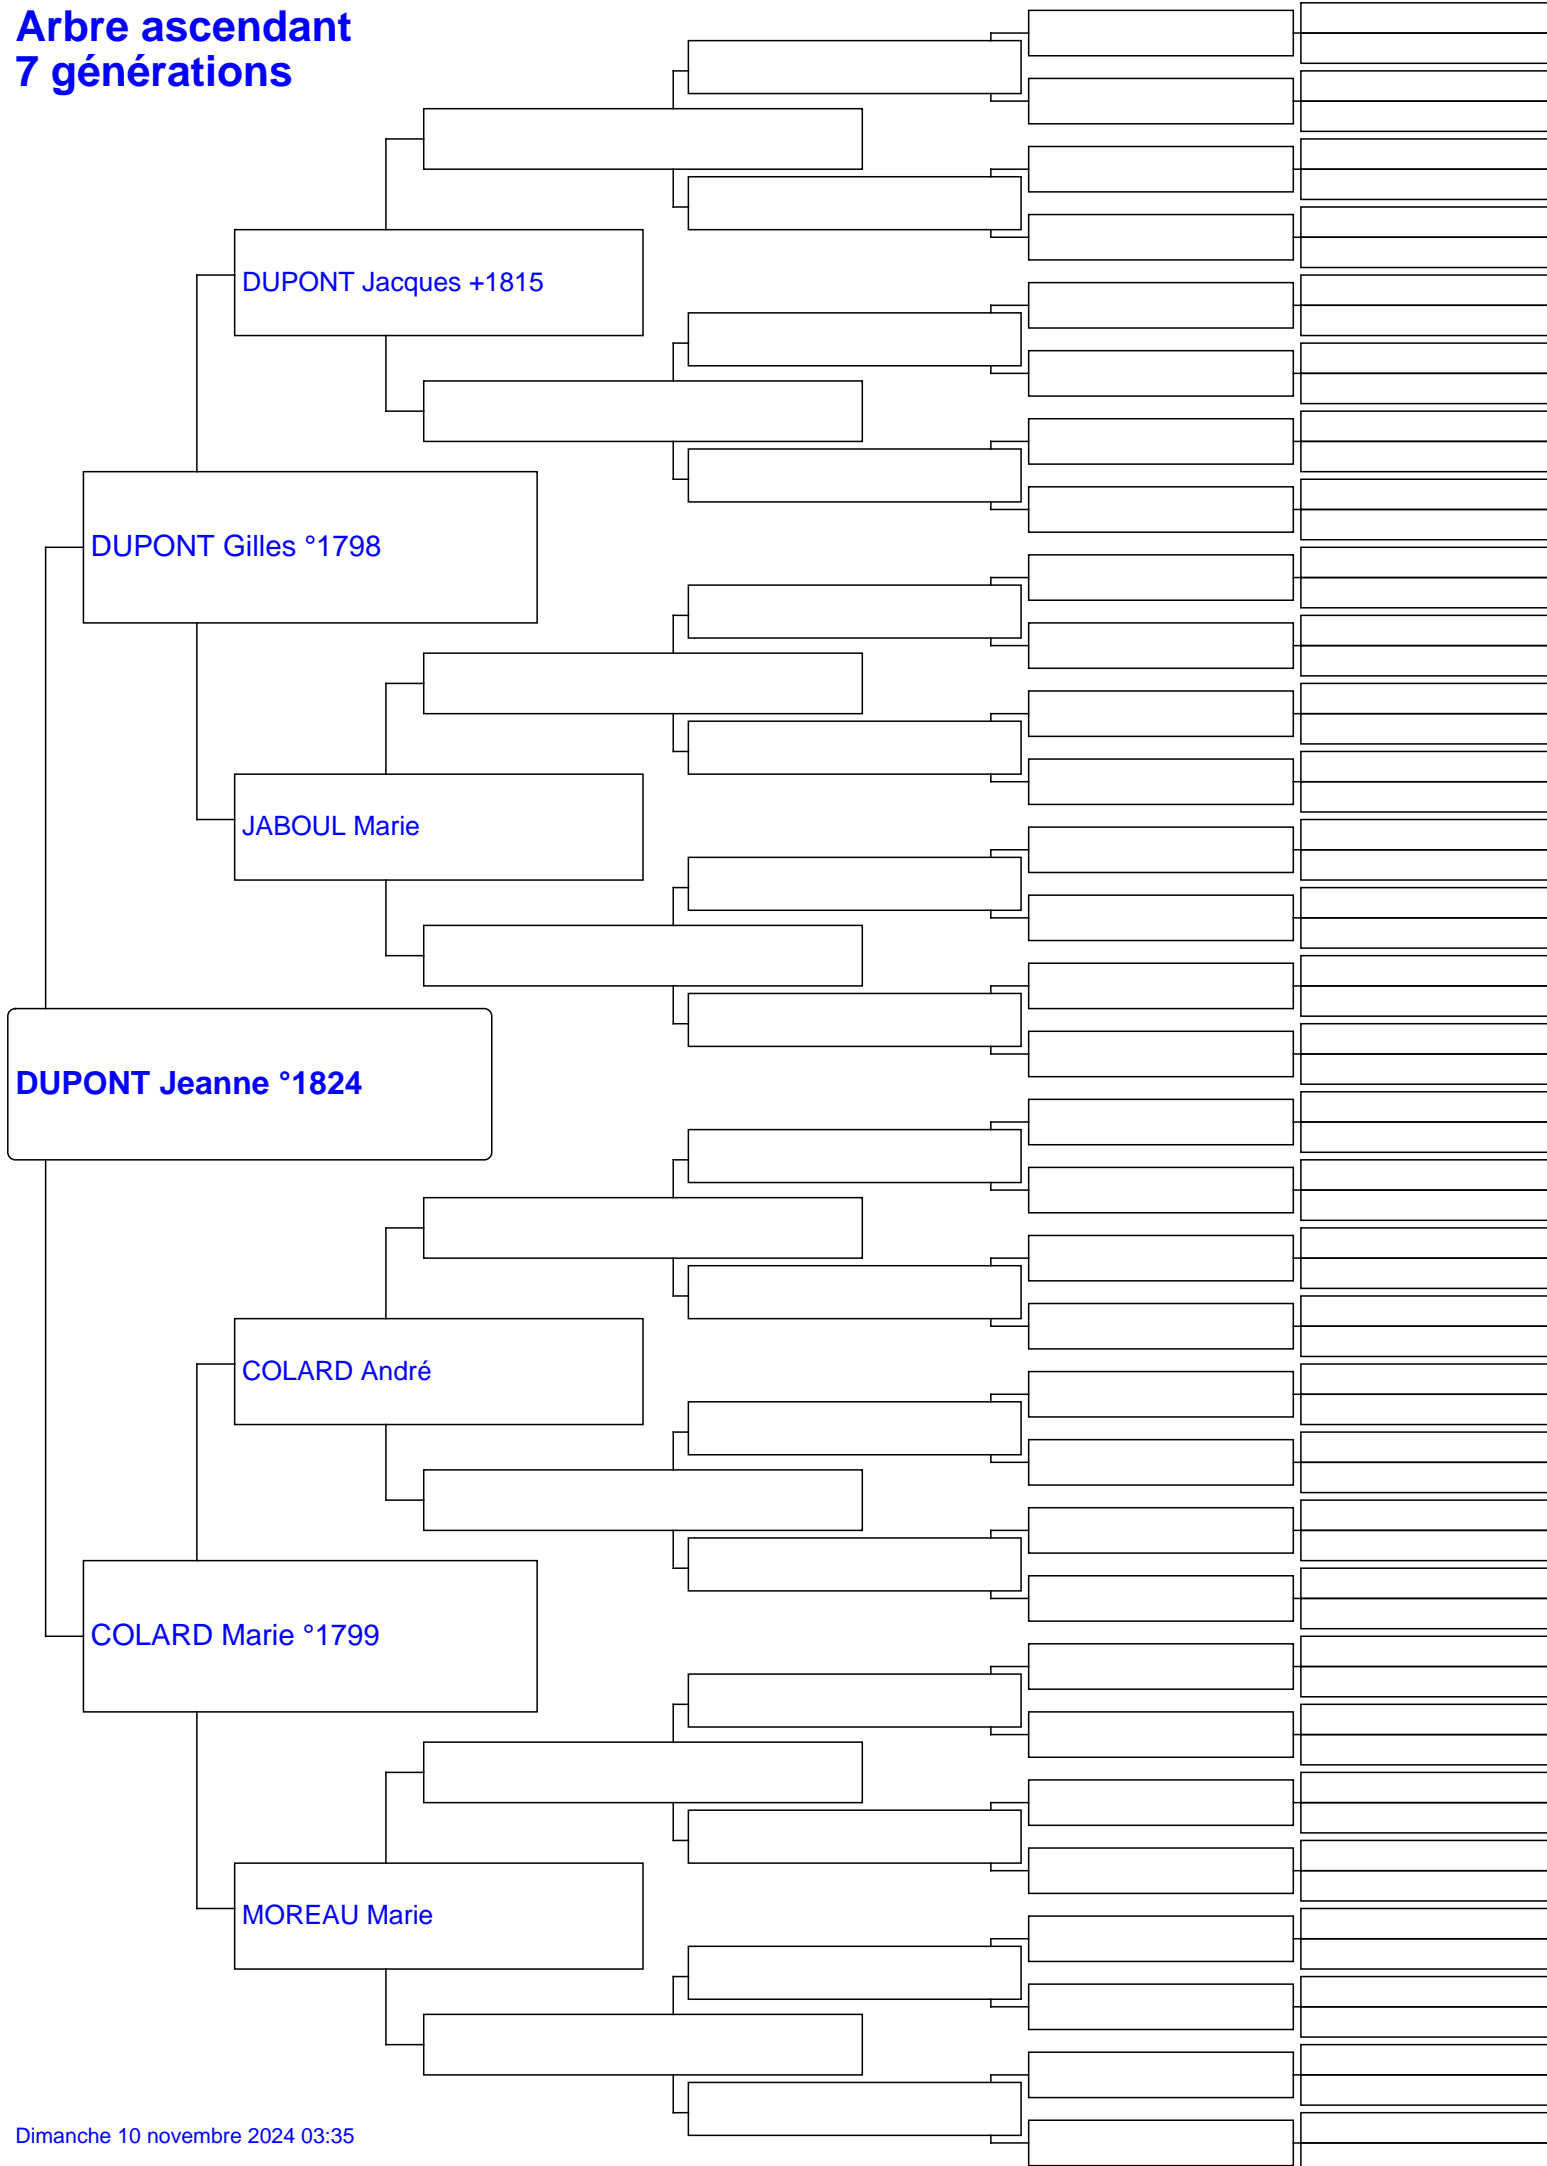 Arbre ascendant
7 générations
DUPONT Jacques +1815
DUPONT Gilles °1798
JABOUL Marie
DUPONT Jeanne °1824
COLARD André
COLARD Marie °1799
MOREAU Marie
Dimanche 10 novembre 2024 03:35